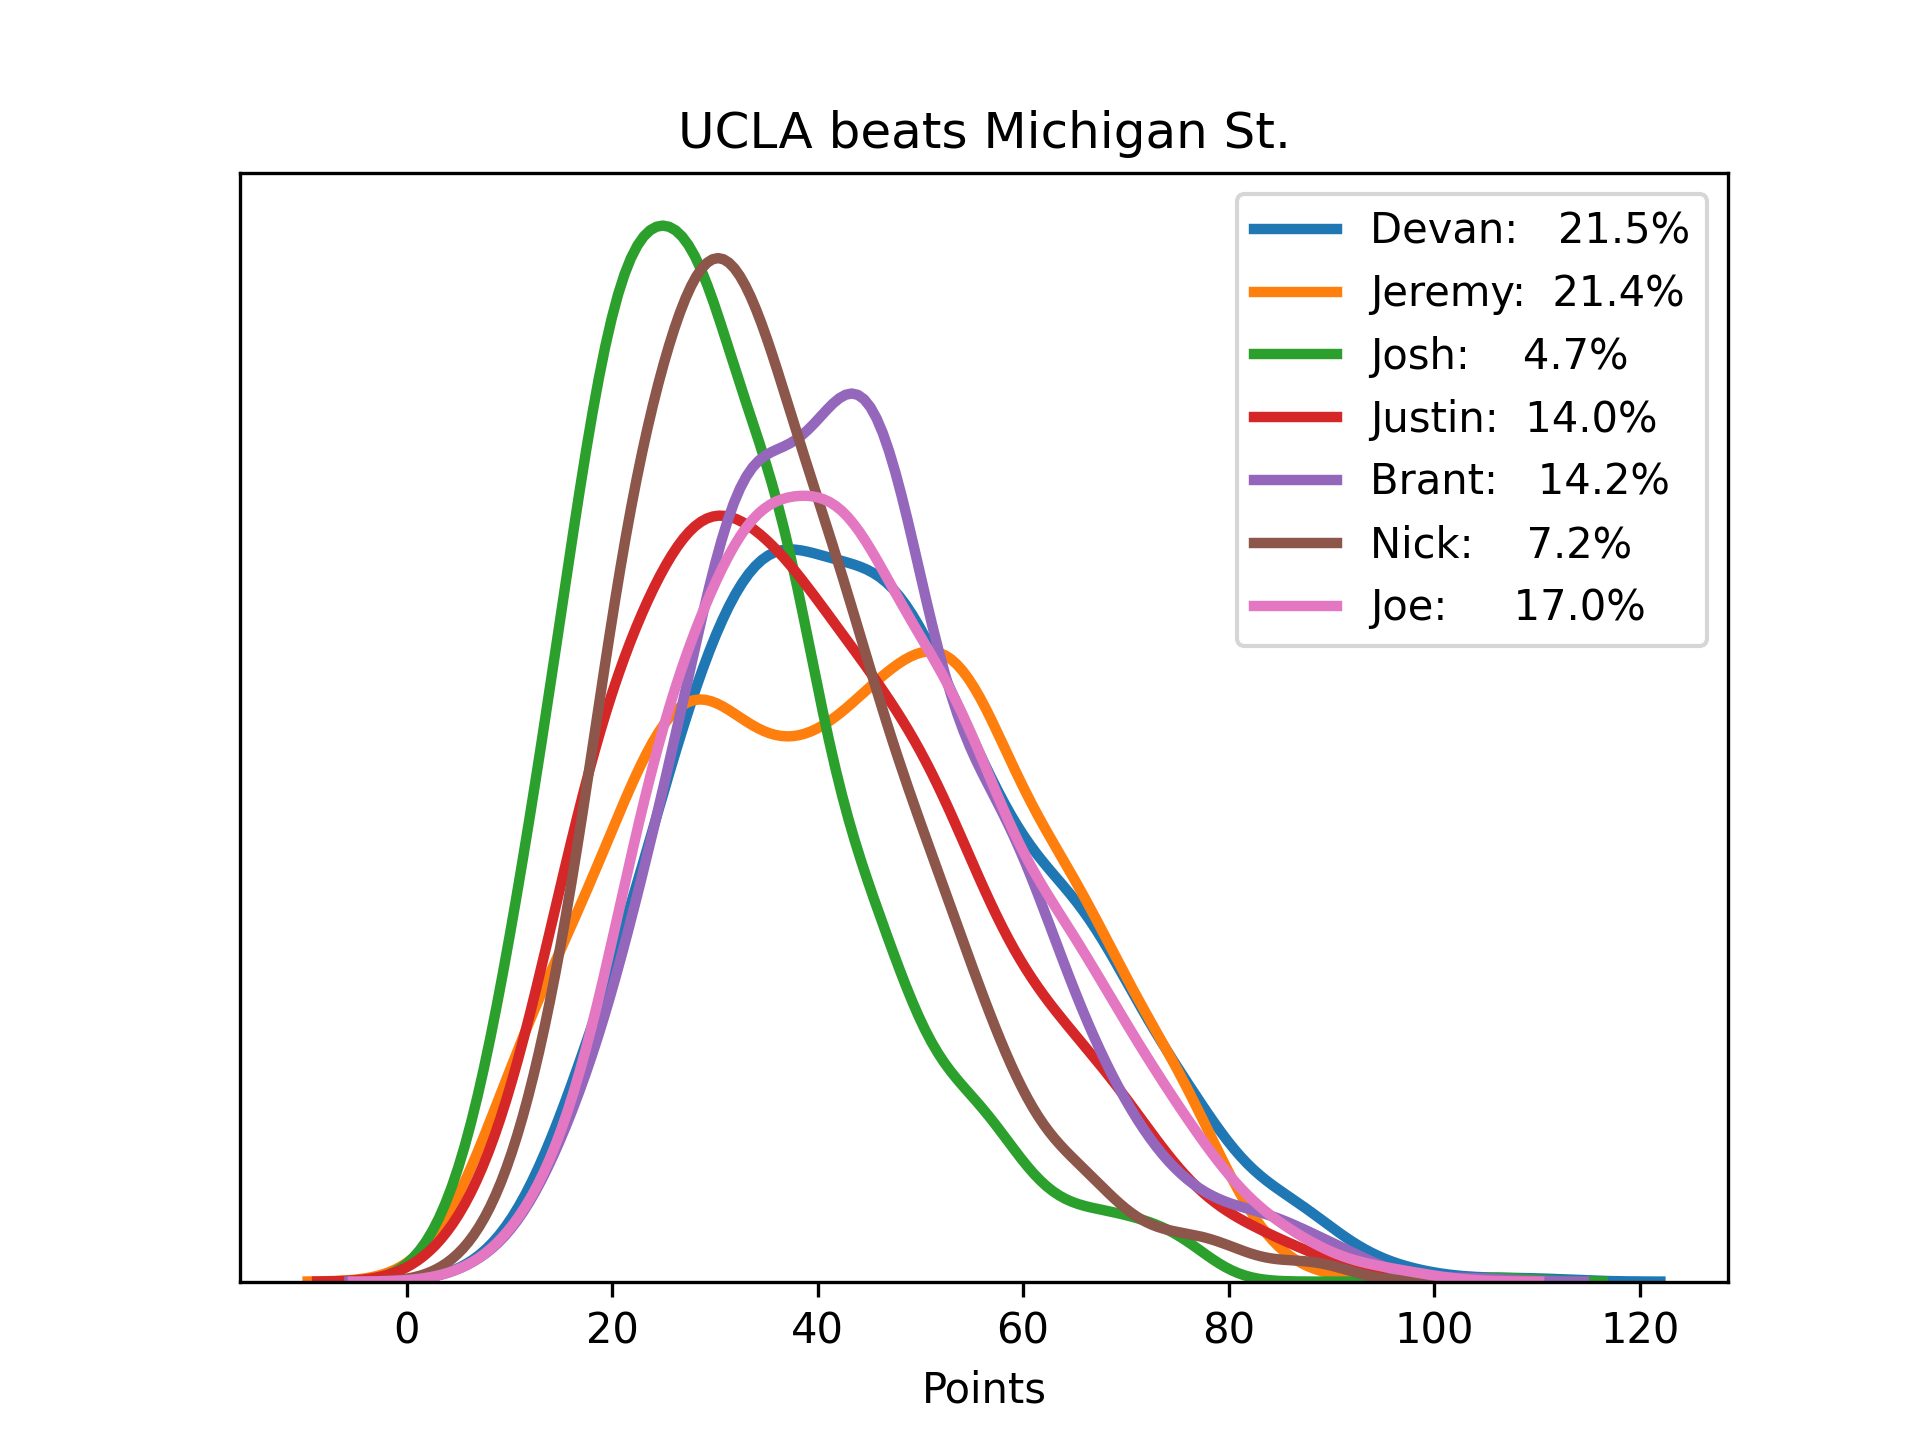 UCLA beats Michigan St.
Devan: 21.5%
Jeremy: 21.4%
Josh: 4.7%
Justin: 14.0%
Brant: 14.2%
Nick: 7.2%
Joe: 17.0%
0 20 40 60 80 100 120
Points